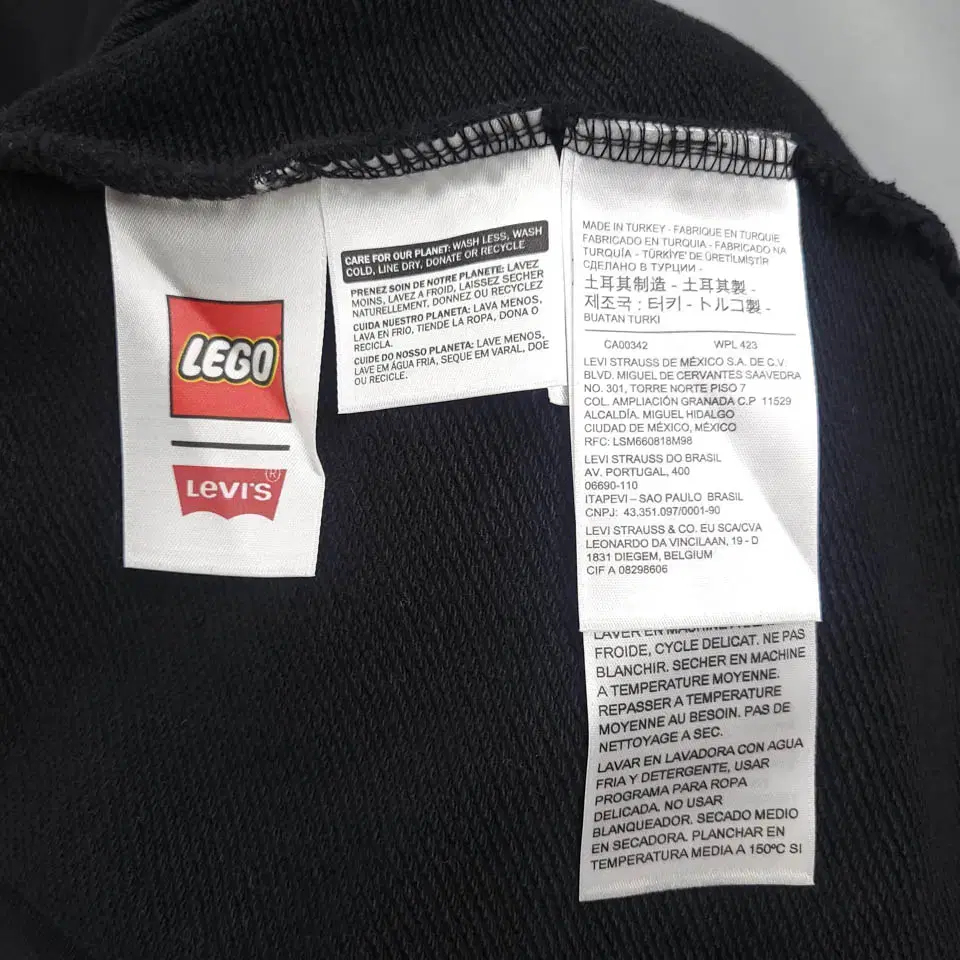 LEGO
LEVI'S ®
CARE FOR OUR PLANET: WASH LESS, WASH
COLD, LINE DRY, DONATE OR RECYCLE
PRENEZ SOIN DE NOTRE PLANETE: LAVEZ
MOINS, LAVEZ A FROID, LAISSEZ SECHER
NATURELLEMENT, DONNEZ OU RECYCLEZ
CUIDA NUESTRO PLANETA: LAVA MENOS,
LAVA EN FRIO, TIENDE LA ROPA, DONA O
RECICLA.
CUIDE DO NOSSO PLANETA: LAVE MENOS,
LAVE EM ÁGUA FRIA, SEQUE EM VARAL, DOE
OU RECICLE.
MADE IN TURKEY - FABRIQUE EN TURQUIE
FABRICADO EN TURQUIA - FABRICADO NA
TURQUÍA - TÜRKİYE' DE ÜRETİLMİŞTİR
СДЕЛАНО В ТУРЦИИ -
土耳其制造 - 土耳其製 -
제조국 : 터키 - トルコ製 -
BUATAN TURKI
CA00342 WPL 423
LEVI STRAUSS DE MÉXICO S.A. DE C.V.
BLVD. MIGUEL DE CERVANTES SAAVEDRA
NO. 301, TORRE NORTE PISO 7
COL. AMPLIACIÓN GRANADA C.P 11529
ALCALDÍA. MIGUEL HIDALGO
CIUDAD DE MÉXICO, MÉXICO
RFC: LSM660818M98
LEVI STRAUSS DO BRASIL
AV. PORTUGAL, 400
06690-110
ITAPEVI – SAO PAULO BRASIL
CNPJ: 43,351.097/0001-90
LEVI STRAUSS & CO. EU SCA/CVA
LEONARDO DA VINCILAAN, 19 - D
1831 DIEGEM, BELGIUM
CIF A 08298606
LAVER EN
FROIDE, CYCLE DELICAT. NE PAS
BLANCHIR. SECHER EN MACHINE
A TEMPERATURE MOYENNE.
REPASSER A TEMPERATURE
MOYENNE AU BESOIN. PAS DE
NETTOYAGE A SEC.
LAVAR EN LAVADORA CON AGUA
FRIA Y DETERGENTE, USAR
PROGRAMA PARA ROPA
DELICADA. NO USAR
BLANQUEADOR. SECADO MEDIO
EN SECADORA. PLANCHAR EN
TEMPERATURA MEDIA A 150ºC SI